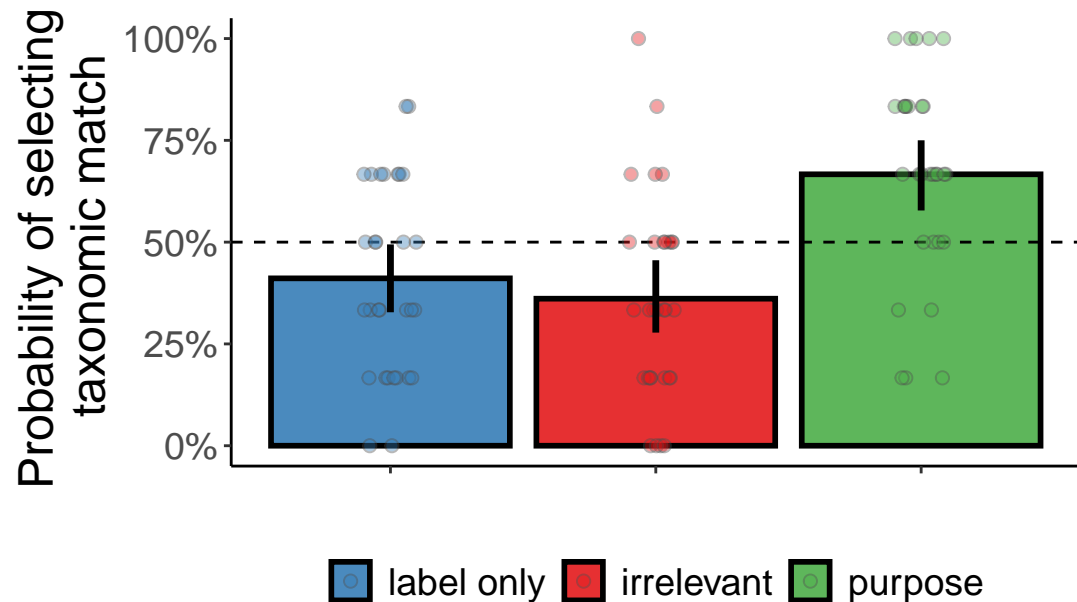 Probability of selecting
taxonomic match
100%
75%
50%
25%
0%
label only
irrelevant
purpose